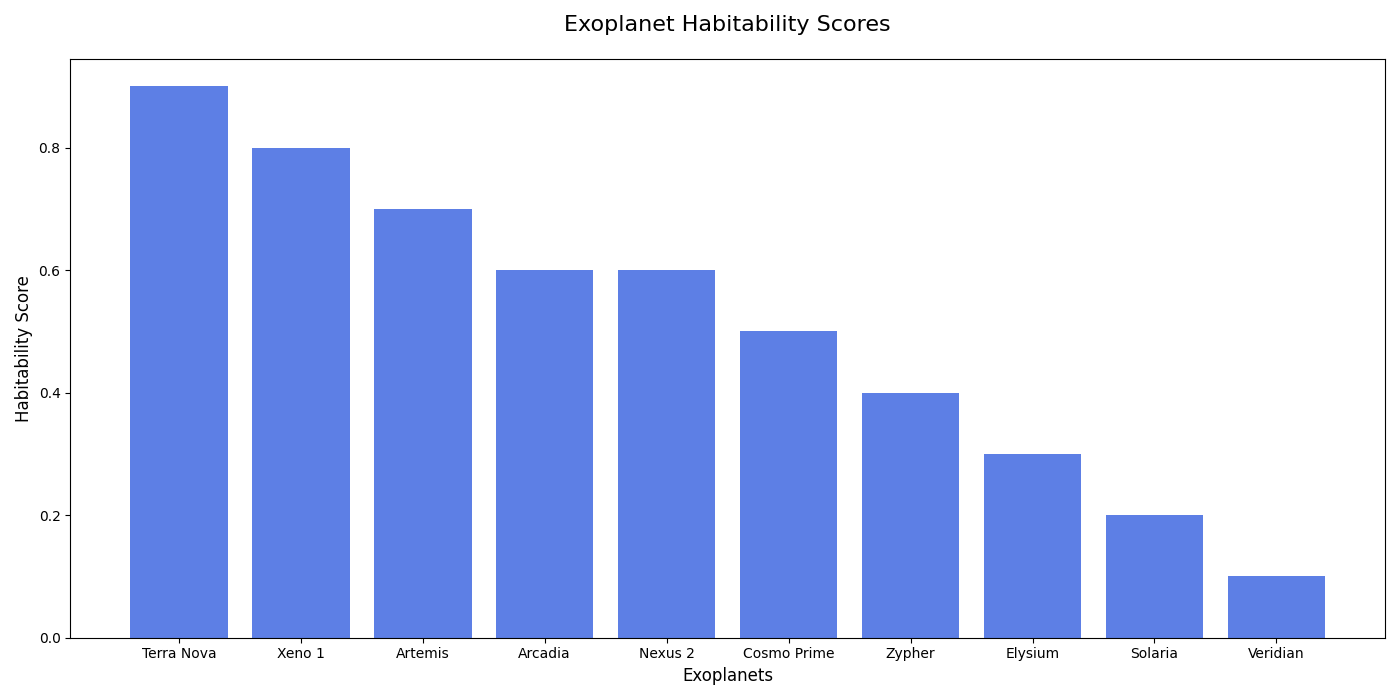 Exoplanet Habitability Scores
Habitability Score
0.8
0.6
0.4
0.2
0.0
Terra Nova Xeno 1 Artemis Arcadia Nexus 2 Cosmo Prime Zypher Elysium Solaria Veridian
Exoplanets